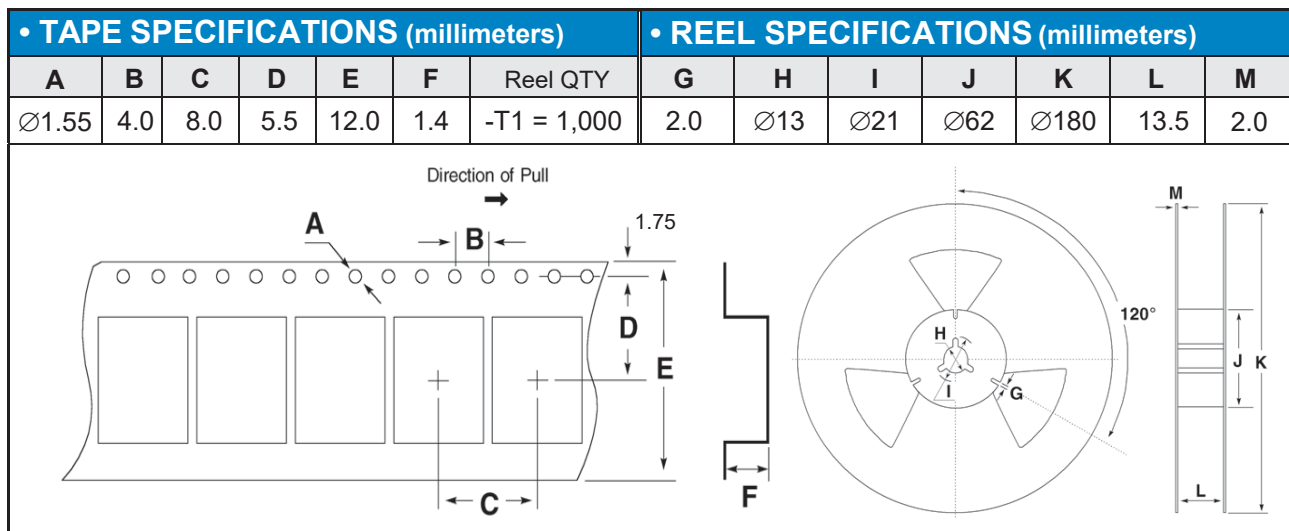 • TAPE SPECIFICATIONS (millimeters) • REEL SPECIFICATIONS (millimeters)
A B C D E F Reel QTY G H I J K L M
∅1.55 4.0 8.0 5.5 12.0 1.4 -T1 = 1,000 2.0 ∅13 ∅21 ∅62 ∅180 13.5 2.0
Direction of Pull
A
B
1.75
D
E
C
F
H
I
G
120°
M
J
K
L